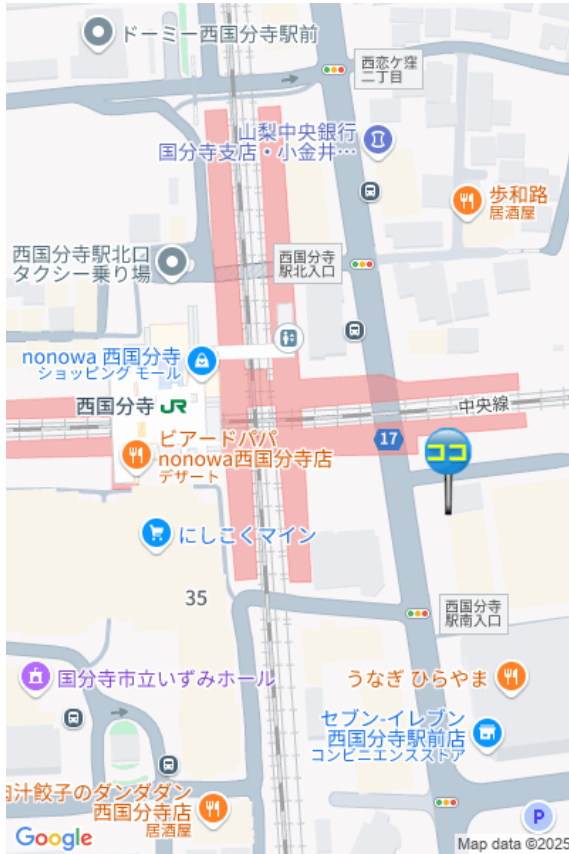 ドーミー西国分寺駅前
西恋ケ窪
二丁目
山梨中央銀行
国分寺支店・小金井…
歩和路
居酒屋
西国分寺駅北口
タクシー乗り場
西国分寺
駅北入口
nonowa 西国分寺
ショッピング モール
西国分寺 JR
中央線
17
ココ
ビアードパパ
nonowa西国分寺店
デザート
にしこくマイン
35
西国分寺
駅南入口
国分寺市立いずみホール
うなぎ ひらやま
セブン-イレブン
西国分寺駅前店
コンビニエンスストア
肉汁餃子のダンダダン
西国分寺店
居酒屋
P
Google
Map data ©2025